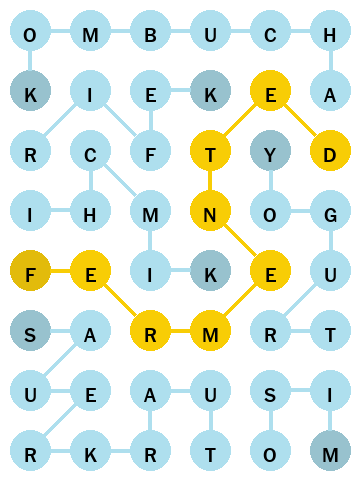 O M B U C H
K I E K E A
R C F T Y D
I H M N O G
F E I K E U
S A R M R T
U E A U S I
R K R T O M